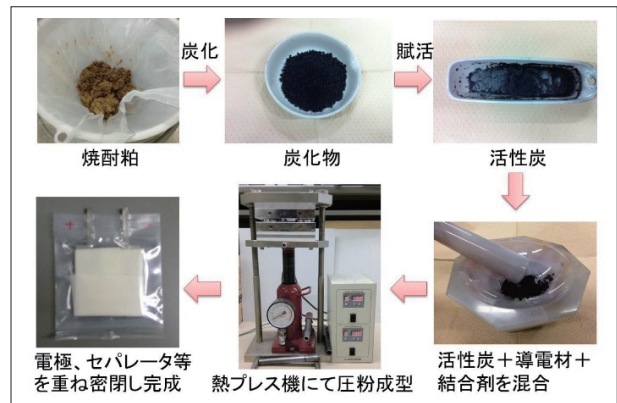 炭化
賦活
焼酎粕
炭化物
活性炭
活性炭＋導電材＋
結合剤を混合
熱プレス機にて圧粉成型
電極、セパレータ等
を重ね密閉し完成
+
-